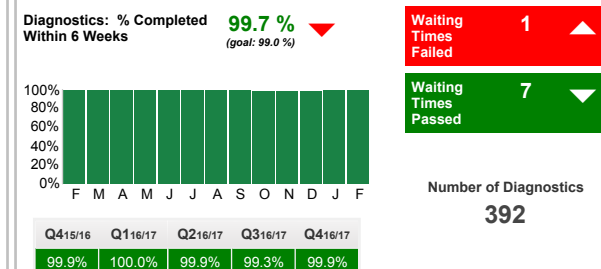 Diagnostics: % Completed
Within 6 Weeks
99.7 %
(goal: 99.0 %)
100%
80%
60%
40%
20%
0%
F M A M J J A S O N D J F
Q415/16 Q116/17 Q216/17 Q316/17 Q416/17
99.9% 100.0% 99.9% 99.3% 99.9%
Waiting
Times
Failed
1
Waiting
Times
Passed
7
Number of Diagnostics
392